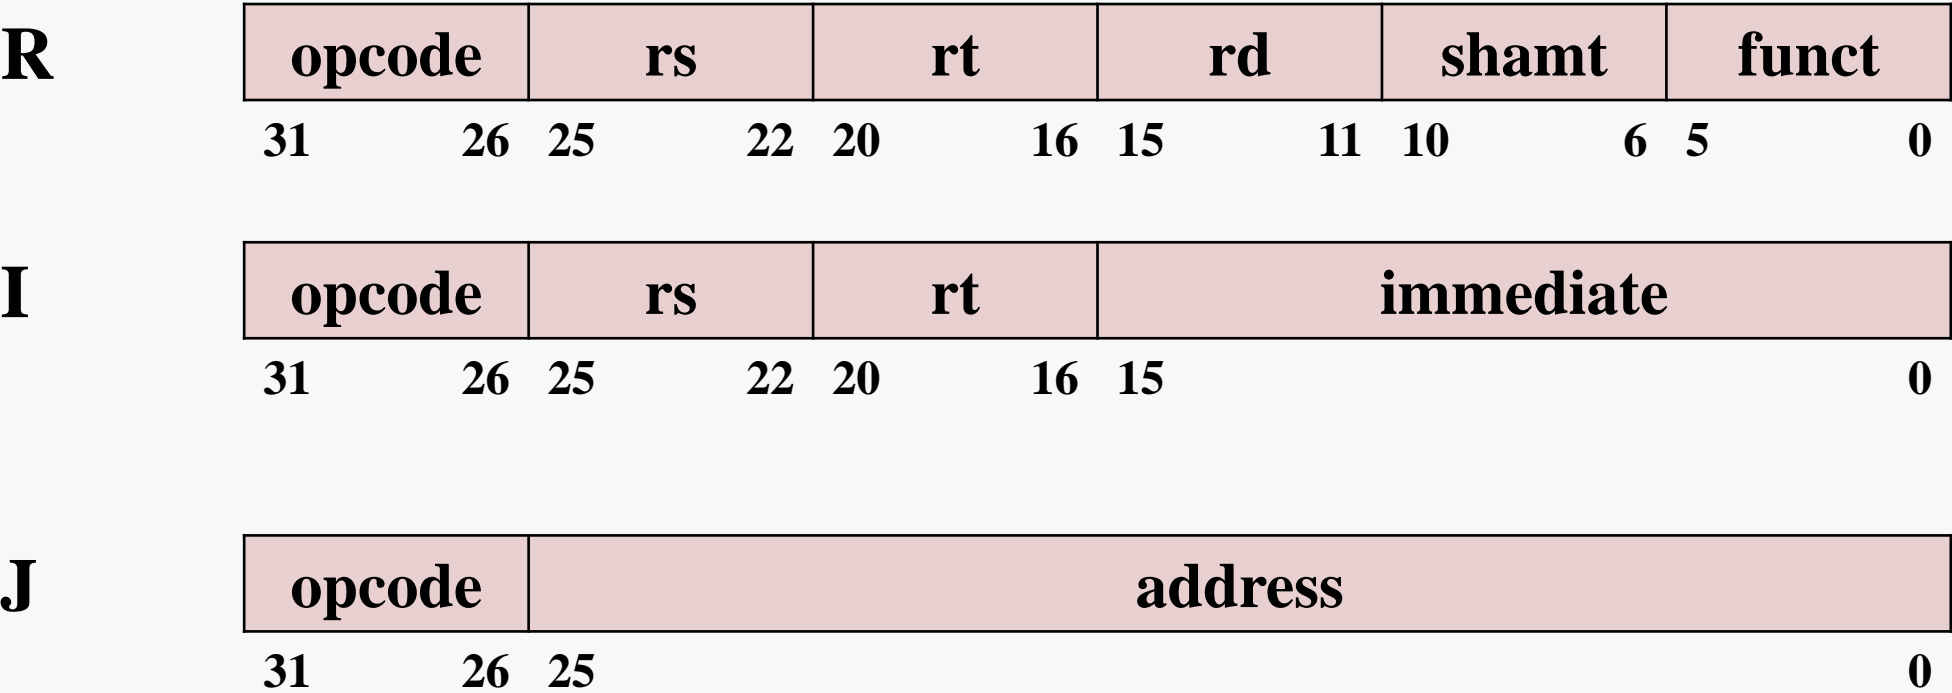 R opcode rs rt rd shamt funct
31 26 25 22 20 16 15 11 10 6 5 0
I opcode rs rt immediate
31 26 25 22 20 16 15 0
J opcode address
31 26 25 0